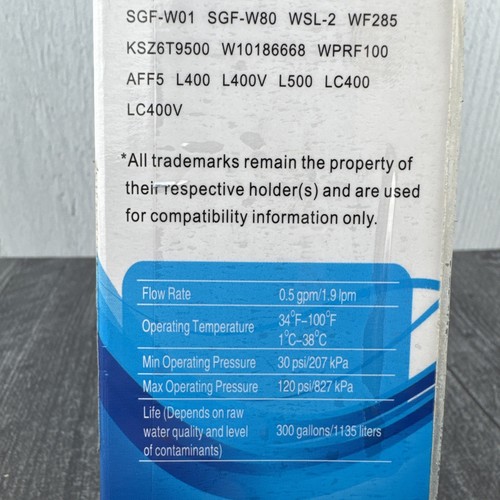 SGF-W01 SGF-W80 WSL-2 WF285
KSZ6T9500 W10186668 WPRF100
AFF5 L400 L400V L500 LC400
LC400V
*All trademarks remain the property of
their respective holder(s) and are used
for compatibility information only.
Flow Rate 0.5 gpm/1.9 lpm
Operating Temperature 34°F–100°F
1°C–38°C
Min Operating Pressure 30 psi/207 kPa
Max Operating Pressure 120 psi/827 kPa
Life (Depends on raw
water quality and level 300 gallons/1135 liters
of contaminants)